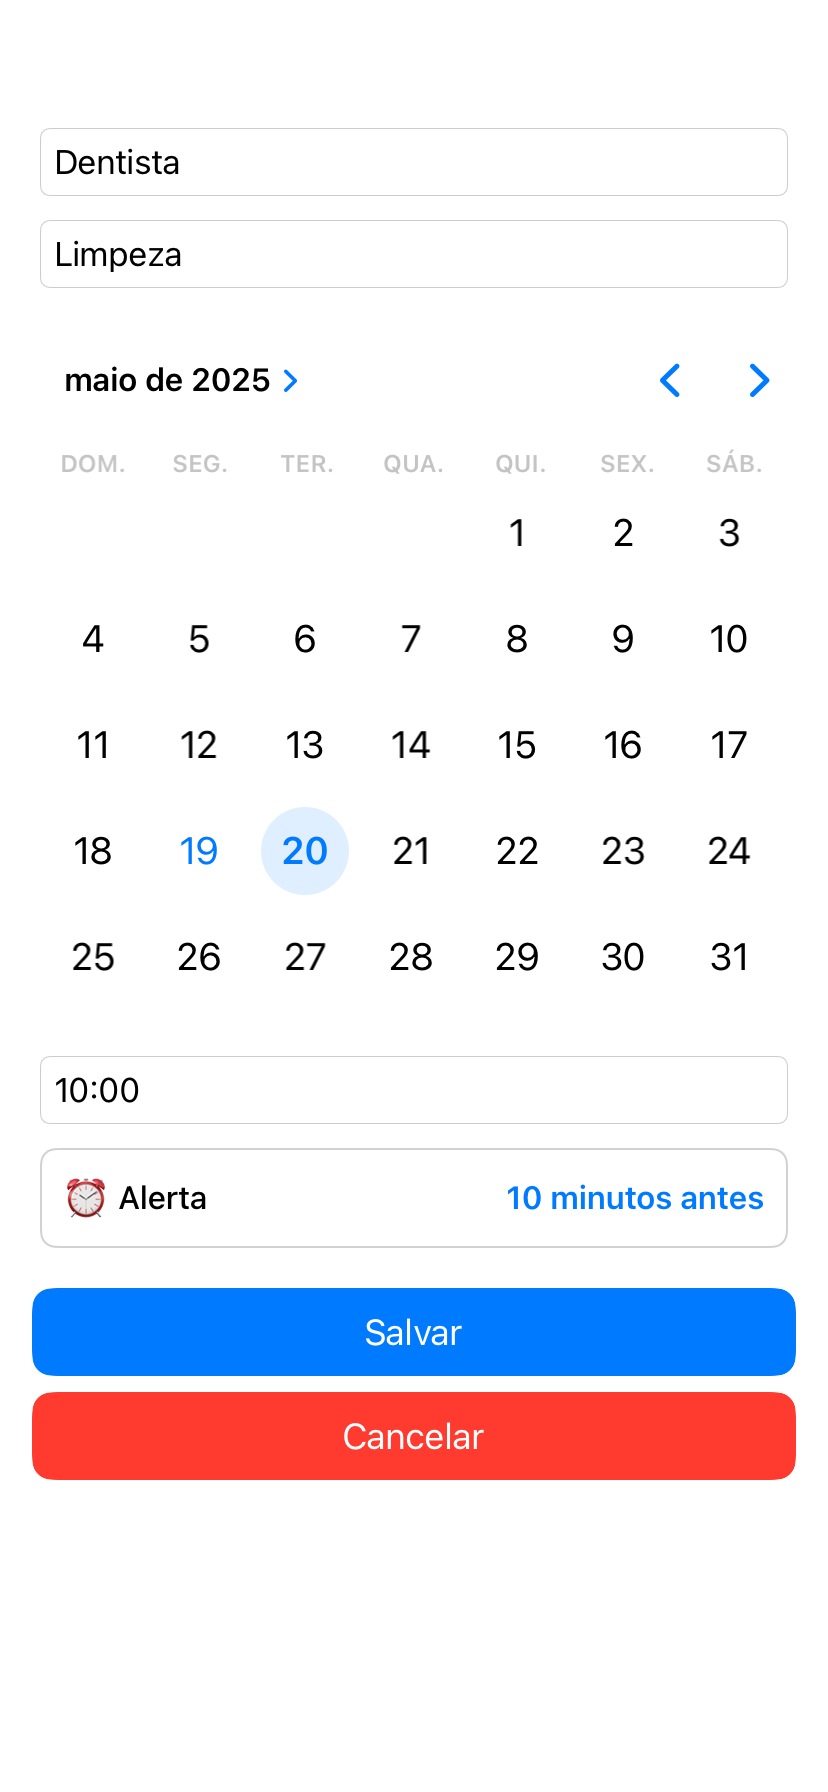 Dentista
Limpeza
maio de 2025
DOM. SEG. TER. QUA. QUI. SEX. SÁB.
1 2 3
4 5 6 7 8 9 10
11 12 13 14 15 16 17
18 19 20 21 22 23 24
25 26 27 28 29 30 31
10:00
Alerta 10 minutos antes
Salvar
Cancelar